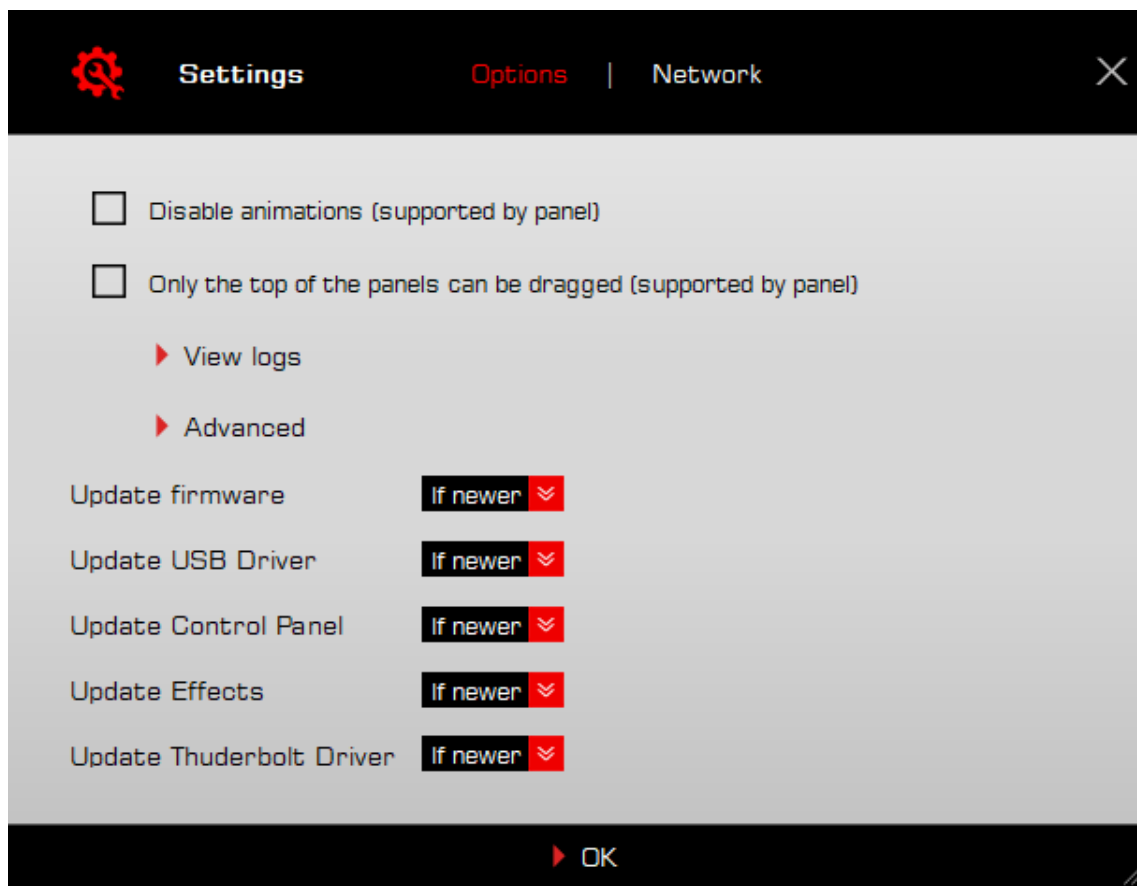 Settings Options | Network
Disable animations (supported by panel)
Only the top of the panels can be dragged (supported by panel)
View logs
Advanced
Update firmware If newer
Update USB Driver If newer
Update Control Panel If newer
Update Effects If newer
Update Thuderbolt Driver If newer
OK